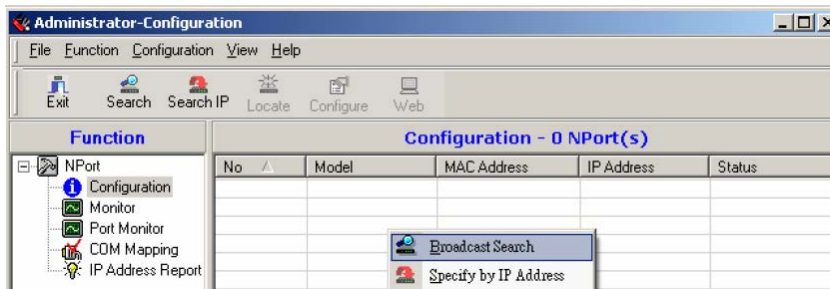 Administrator-Configuration
File Function Configuration View Help
Exit Search Search IP Locate Configure Web
Function
Configuration - 0 NPort(s)
NPort
Configuration
Monitor
Port Monitor
COM Mapping
IP Address Report
No Model MAC Address IP Address Status
Broadcast Search
Specify by IP Address